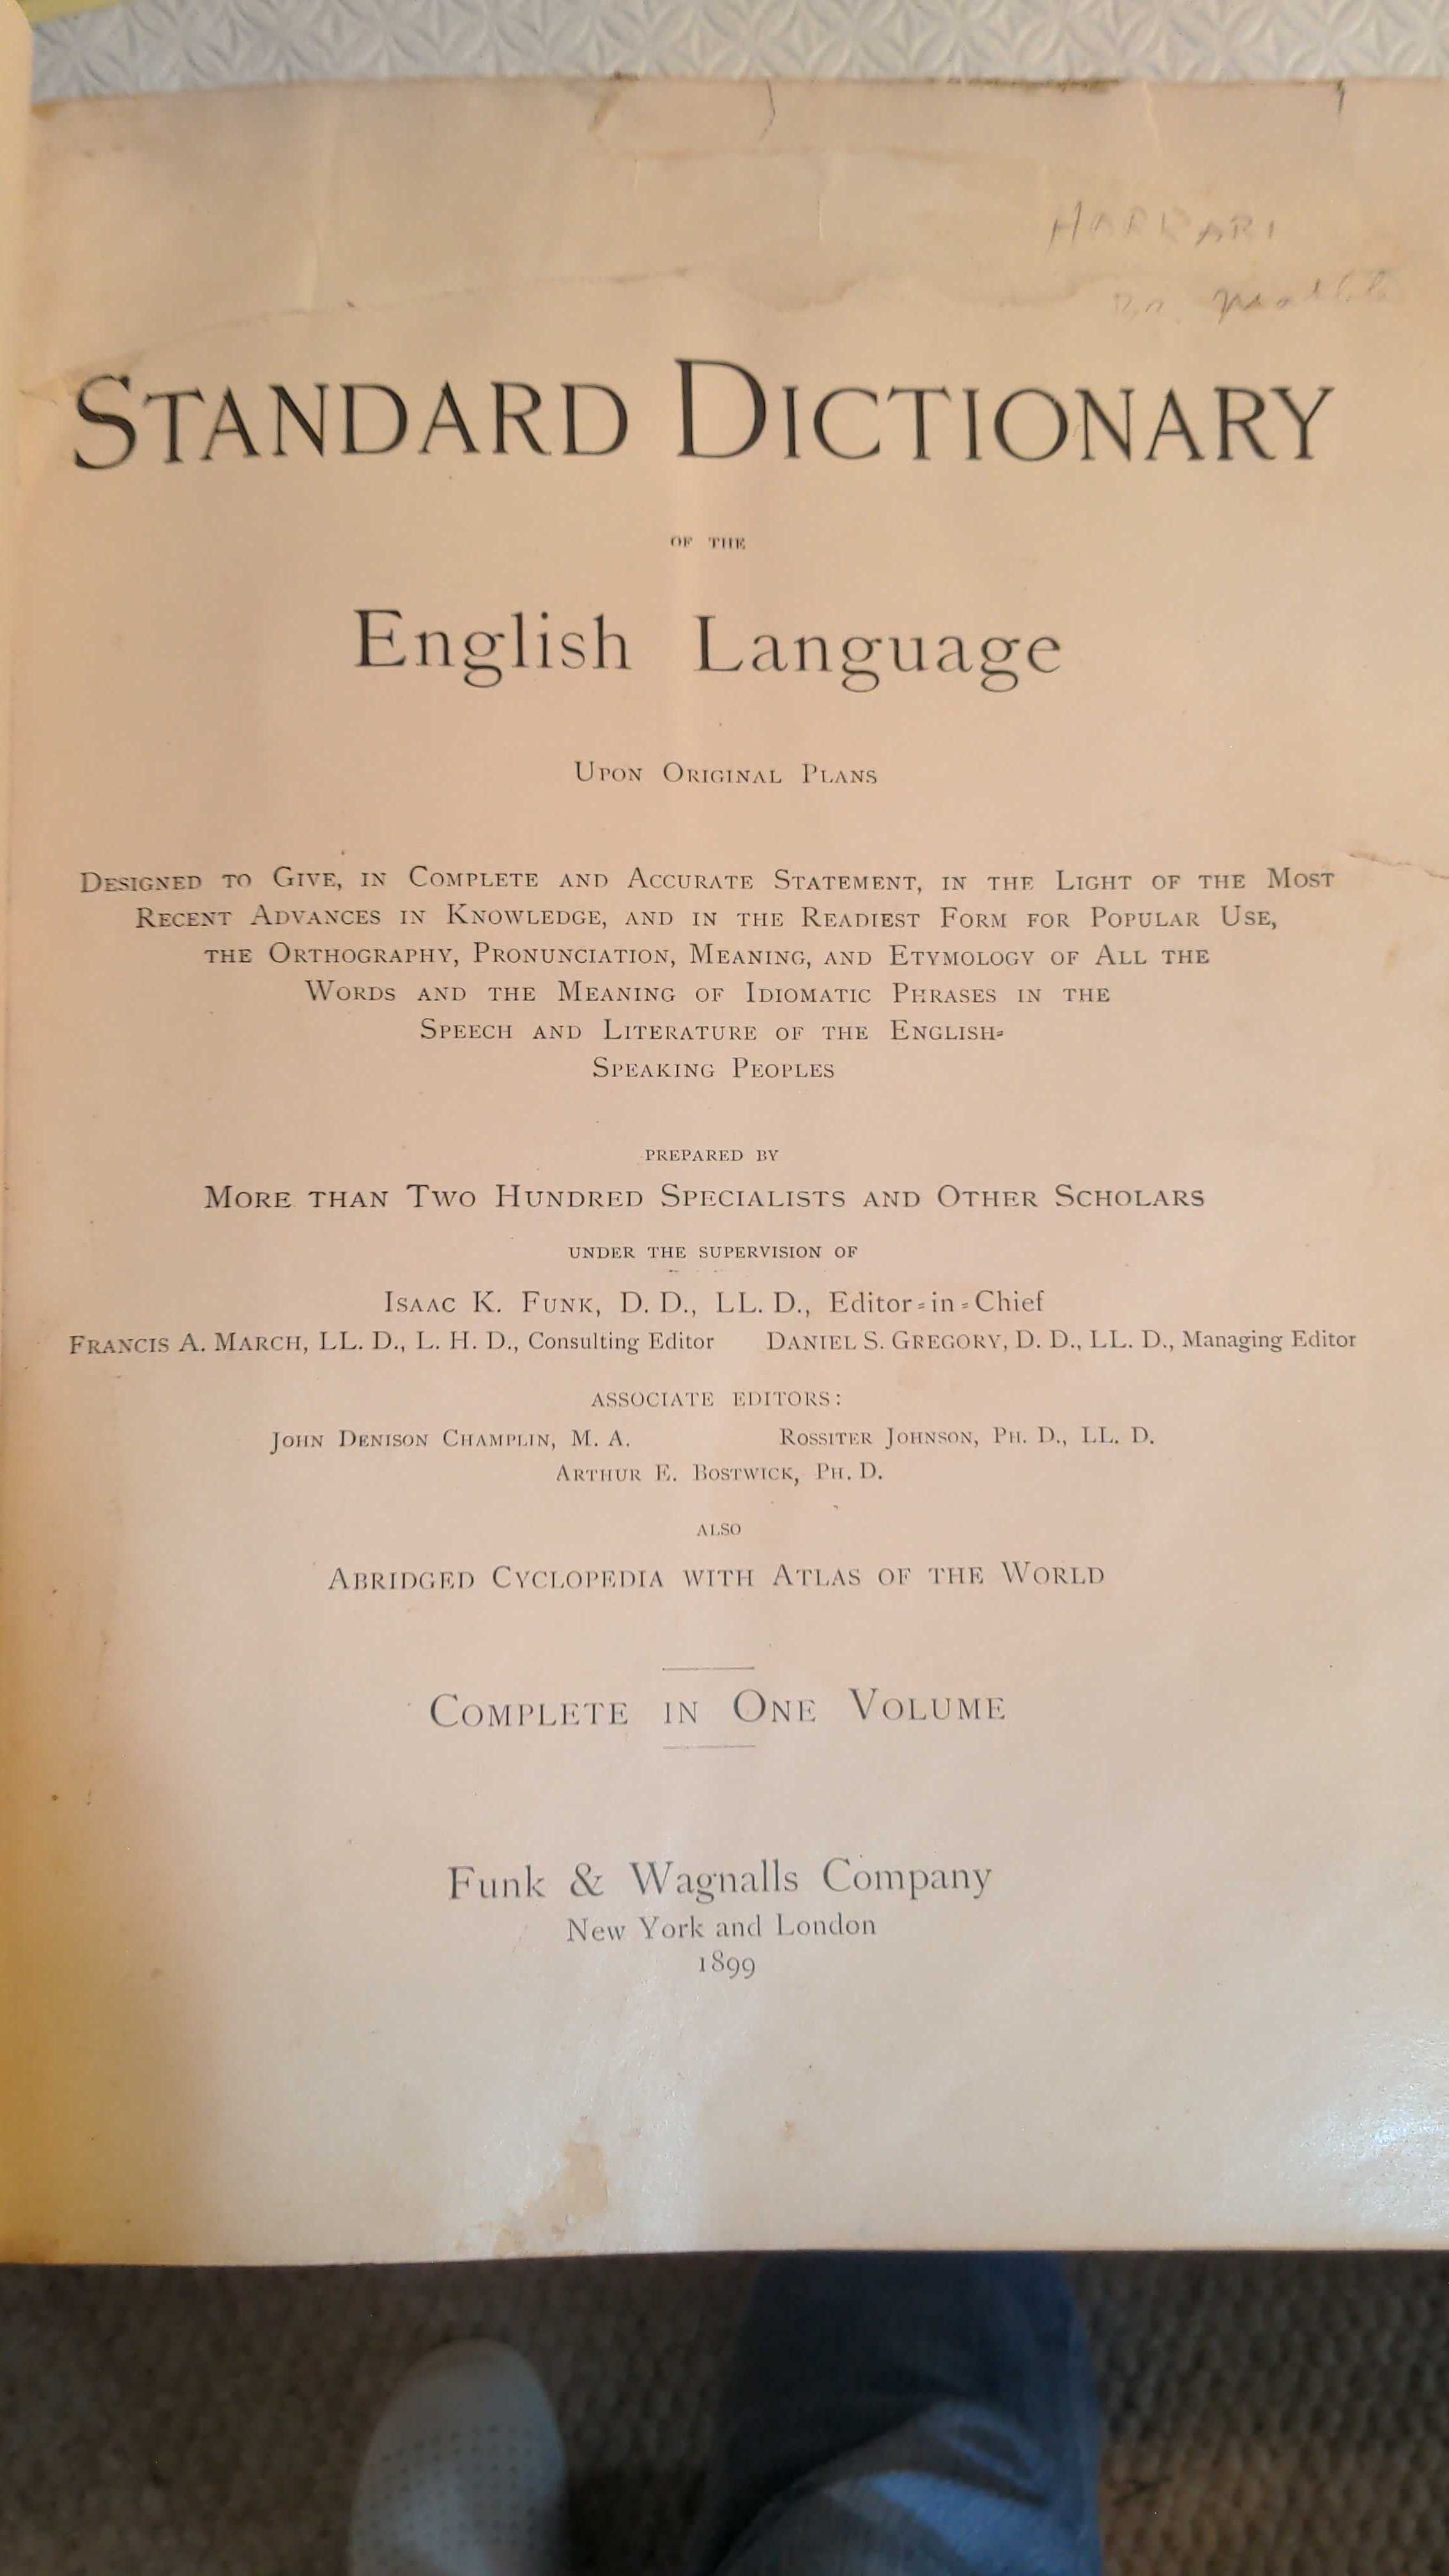 STANDARD DICTIONARY
OF THE
English Language
UPON ORIGINAL PLANS
DESIGNED TO GIVE, IN COMPLETE AND ACCURATE STATEMENT, IN THE LIGHT OF THE MOST
RECENT ADVANCES IN KNOWLEDGE, AND IN THE READIEST FORM FOR POPULAR USE,
THE ORTHOGRAPHY, PRONUNCIATION, MEANING, AND ETYMOLOGY OF ALL THE
WORDS AND THE MEANING OF IDIOMATIC PHRASES IN THE
SPEECH AND LITERATURE OF THE ENGLISH-
SPEAKING PEOPLES
PREPARED BY
MORE THAN TWO HUNDRED SPECIALISTS AND OTHER SCHOLARS
UNDER THE SUPERVISION OF
ISAAC K. FUNK, D. D., LL. D., Editor-in-Chief
FRANCIS A. MARCH, LL. D., L. H. D., Consulting Editor DANIEL S. GREGORY, D. D., LL. D., Managing Editor
ASSOCIATE EDITORS:
JOHN DENISON CHAMPLIN, M. A. ROSSITER JOHNSON, PH. D., LL. D.
ARTHUR E. BOSTWICK, PH. D.
ALSO
ABRIDGED CYCLOPEDIA WITH ATLAS OF THE WORLD
COMPLETE IN ONE VOLUME
Funk & Wagnalls Company
New York and London
1899